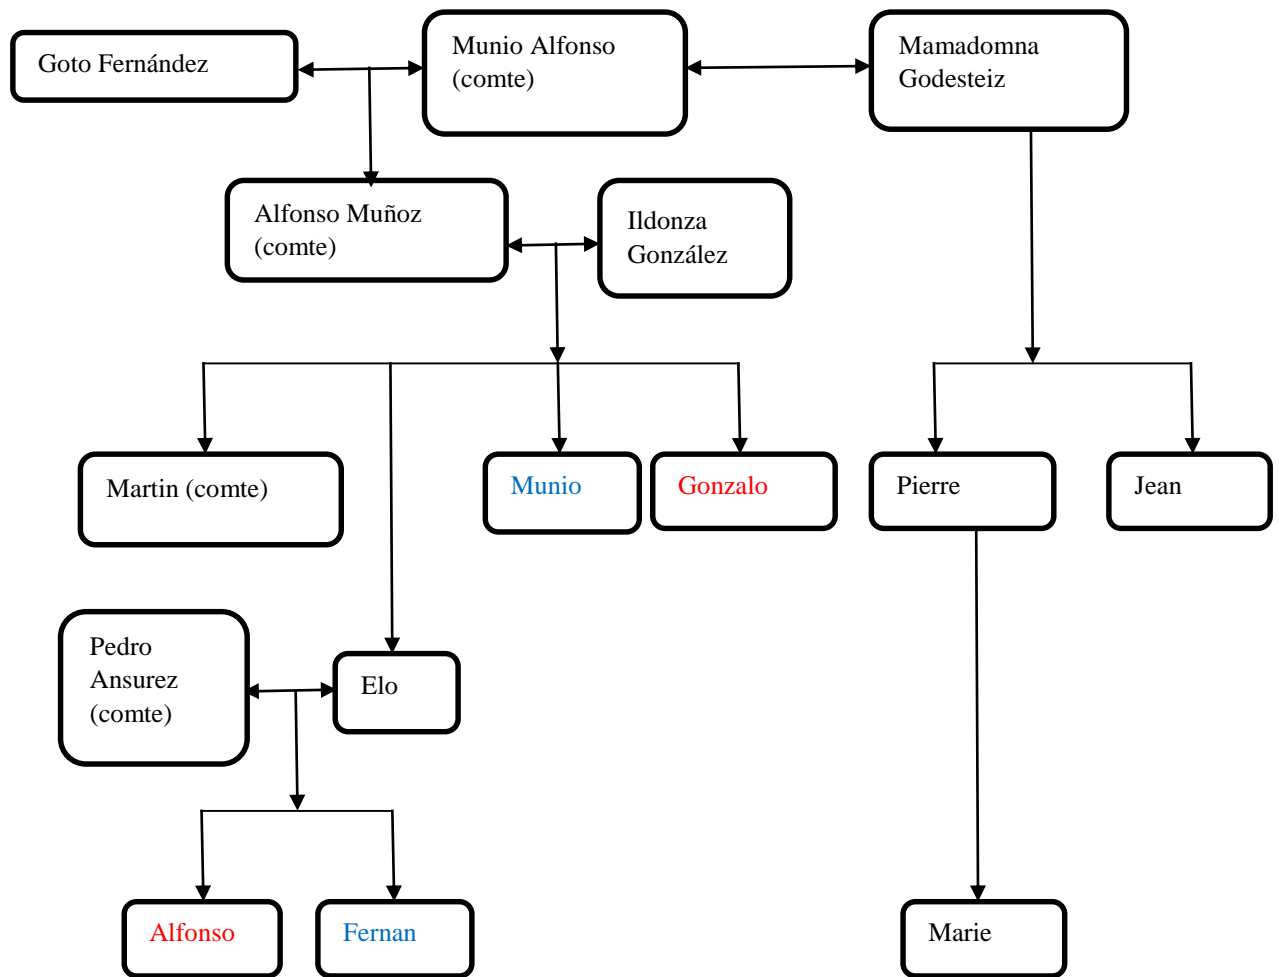 Goto Fernández
Munio Alfonso
(comte)
Mamadomna
Godesteiz
Alfonso Muñoz
(comte)
Ildonza
González
Martin (comte)
Munio
Gonzalo
Pierre
Jean
Pedro
Ansurez
(comte)
Elo
Alfonso
Fernan
Marie